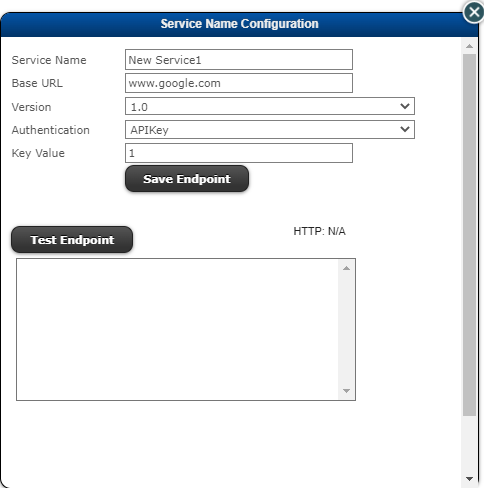 Service Name Configuration
Service Name New Service1
Base URL www.google.com
Version 1.0
Authentication APIKey
Key Value 1
Save Endpoint
Test Endpoint HTTP: N/A